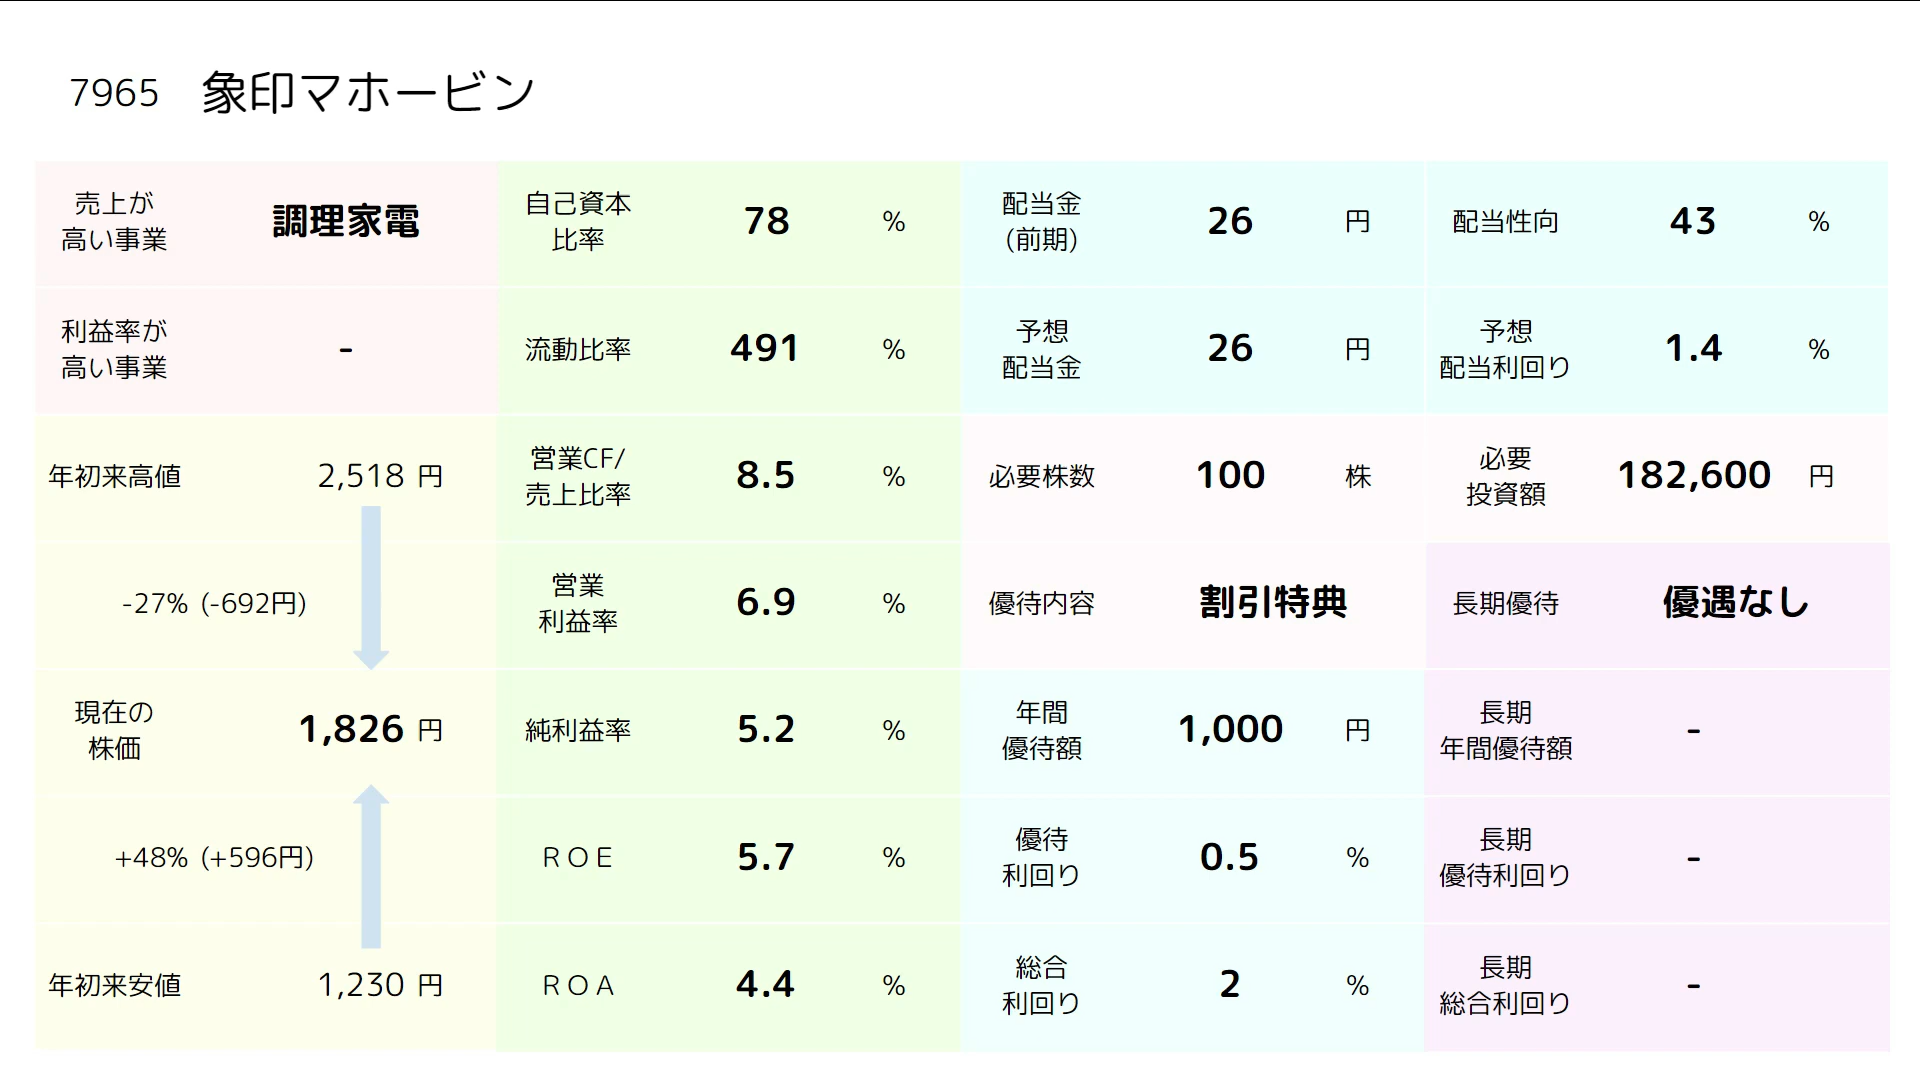 7965 象印マホービン
売上が
高い事業
調理家電
自己資本
比率
78 %
配当金
(前期)
26 円
配当性向
43 %
利益率が
高い事業
-
流動比率
491 %
予想
配当金
26 円
予想
配当利回り
1.4 %
年初来高値
2,518 円
営業CF/
売上比率
8.5 %
必要株数
100 株
必要
投資額
182,600 円
-27% (-692円)
営業
利益率
6.9 %
優待内容
割引特典
長期優待
優遇なし
現在の
株価
1,826 円
純利益率
5.2 %
年間
優待額
1,000 円
長期
年間優待額
-
+48% (+596円)
ＲＯＥ
5.7 %
優待
利回り
0.5 %
長期
優待利回り
-
年初来安値
1,230 円
ＲＯＡ
4.4 %
総合
利回り
2 %
長期
総合利回り
-